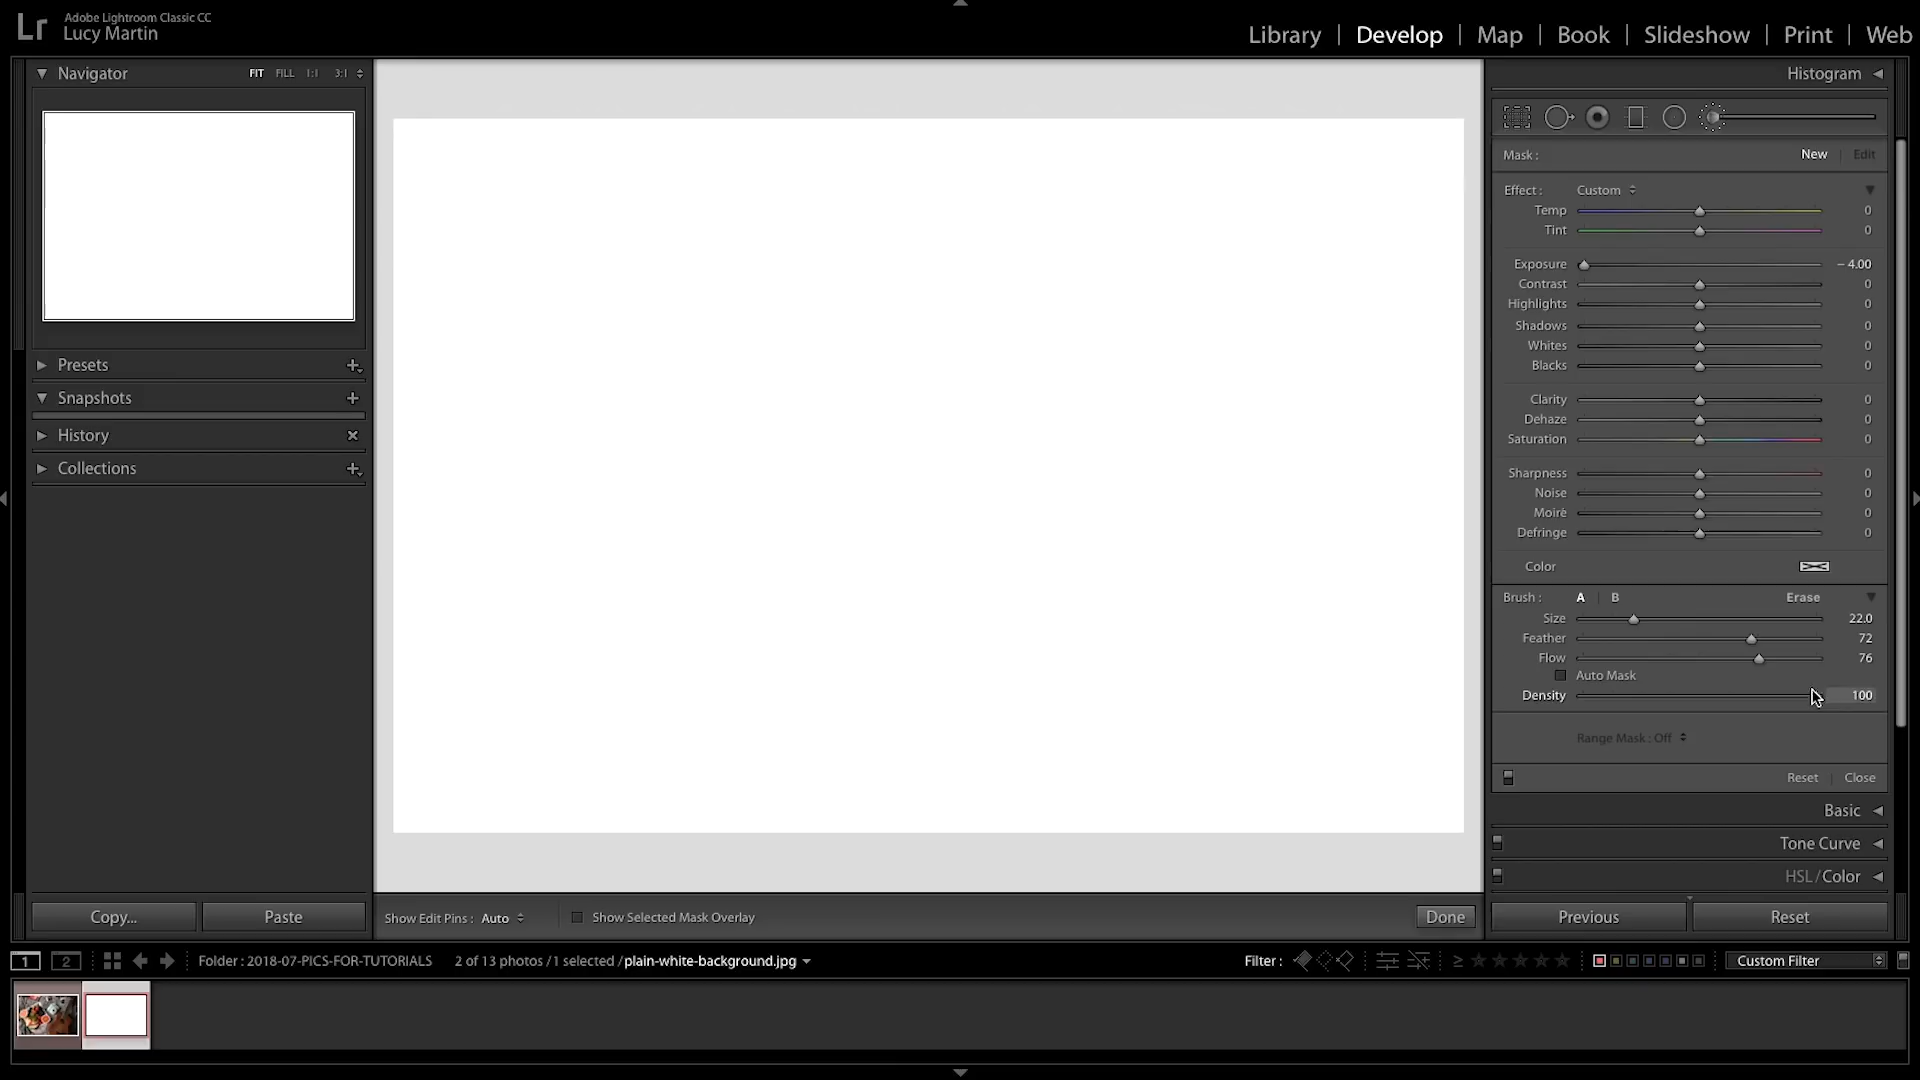 Lr Adobe Lightroom Classic CC
Lucy Martin
Library | Develop | Map | Book | Slideshow | Print | Web
Navigator FIT FILL 1:1 3:1
Presets
Snapshots
History
Collections
Copy... Paste
Show Edit Pins : Auto Show Selected Mask Overlay Done
Histogram
Mask : New | Edit
Effect : Custom
Temp 0
Tint 0
Exposure – 4.00
Contrast 0
Highlights 0
Shadows 0
Whites 0
Blacks 0
Clarity 0
Dehaze 0
Saturation 0
Sharpness 0
Noise 0
Moiré 0
Defringe 0
Color
Brush : A | B Erase
Size 22.0
Feather 72
Flow 76
Auto Mask
Density 100
Range Mask : Off
Reset | Close
Basic
Tone Curve
HSL / Color
Previous Reset
1 2 Folder : 2018-07-PICS-FOR-TUTORIALS 2 of 13 photos /1 selected /plain-white-background.jpg Filter : ≥ Custom Filter